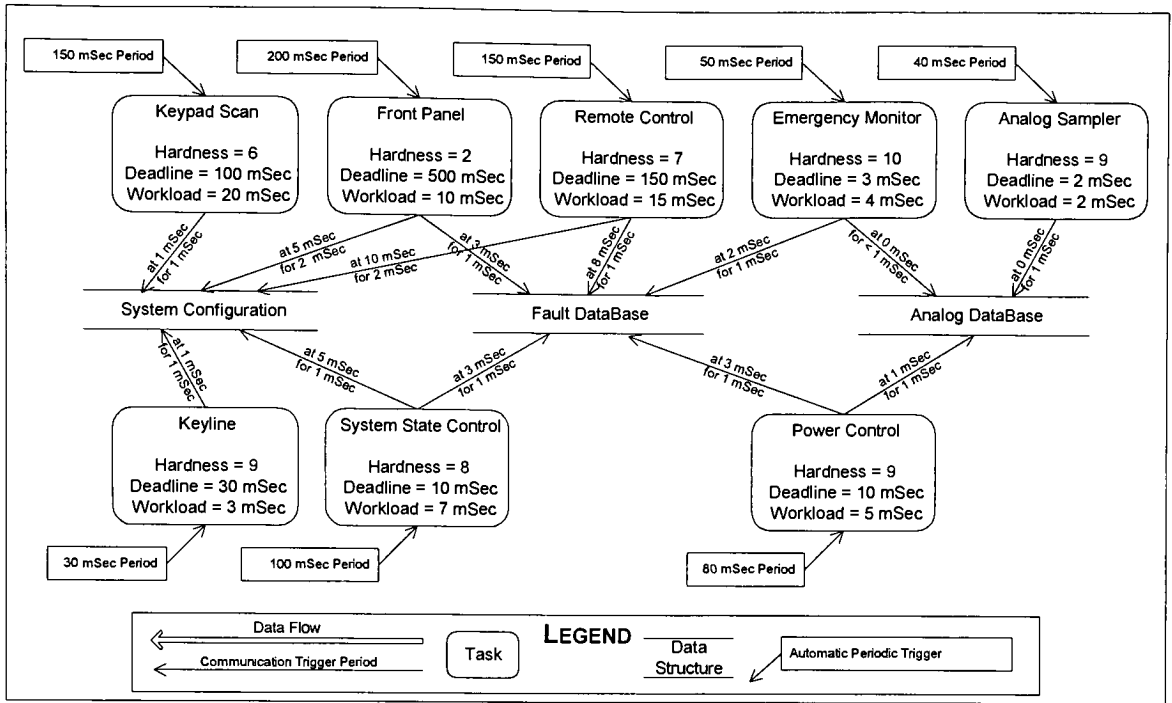 150 mSec Period
200 mSec Period
150 mSec Period
50 mSec Period
40 mSec Period
Keypad Scan
Hardness = 6
Deadline = 100 mSec
Workload = 20 mSec
Front Panel
Hardness = 2
Deadline = 500 mSec
Workload = 10 mSec
Remote Control
Hardness = 7
Deadline = 150 mSec
Workload = 15 mSec
Emergency Monitor
Hardness = 10
Deadline = 3 mSec
Workload = 4 mSec
Analog Sampler
Hardness = 9
Deadline = 2 mSec
Workload = 2 mSec
at 1 mSec
for 1 mSec
at 5 mSec
for 2 mSec
at 10 mSec
for 2 mSec
at 3 mSec
for 1 mSec
at 8 mSec
for 1 mSec
at 2 mSec
for 1 mSec
at 0 mSec
for < 1 mSec
at 0 mSec
for 1 mSec
System Configuration
Fault DataBase
Analog DataBase
at 1 mSec
for 1 mSec
at 5 mSec
for 1 mSec
at 3 mSec
for 1 mSec
at 3 mSec
for 1 mSec
at 1 mSec
for 1 mSec
Keyline
Hardness = 9
Deadline = 30 mSec
Workload = 3 mSec
System State Control
Hardness = 8
Deadline = 10 mSec
Workload = 7 mSec
Power Control
Hardness = 9
Deadline = 10 mSec
Workload = 5 mSec
30 mSec Period
100 mSec Period
80 mSec Period
LEGEND
Data Flow
Communication Trigger Period
Task
Data
Structure
Automatic Periodic Trigger